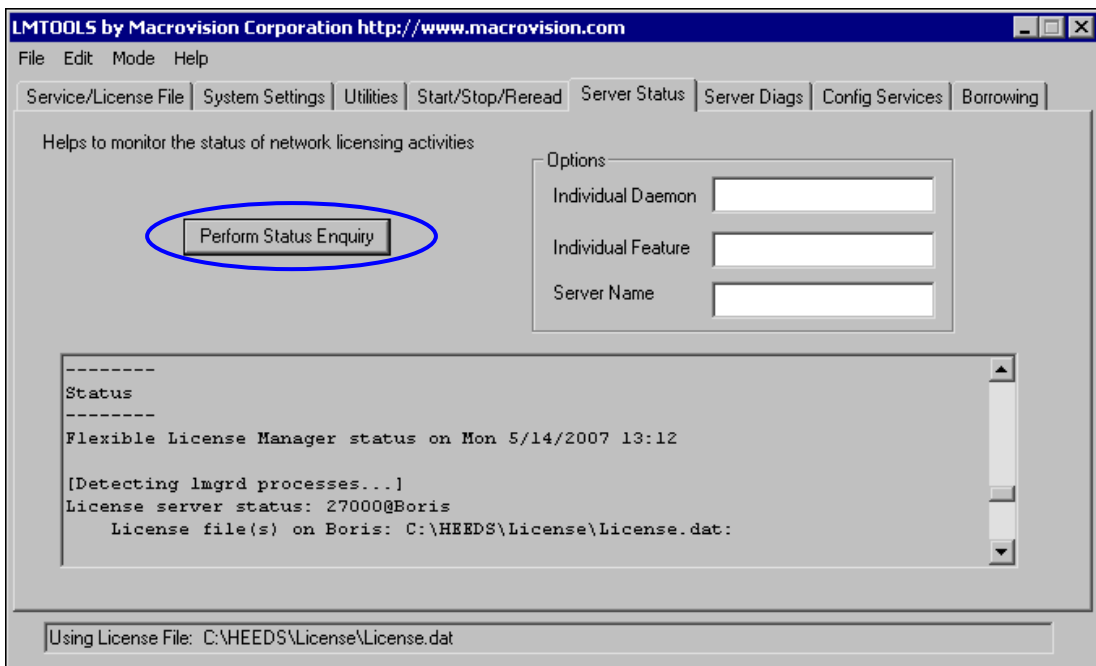 LMTOOLS by Macrovision Corporation http://www.macrovision.com
File Edit Mode Help
Service/License File System Settings Utilities Start/Stop/Reread Server Status Server Diags Config Services Borrowing
Helps to monitor the status of network licensing activities
Options
Individual Daemon
Perform Status Enquiry
Individual Feature
Server Name
--------
Status
--------
Flexible License Manager status on Mon 5/14/2007 13:12
[Detecting lmgrd processes...]
License server status: 27000@Boris
License file(s) on Boris: C:\HEEDS\License\License.dat:
Using License File: C:\HEEDS\License\License.dat